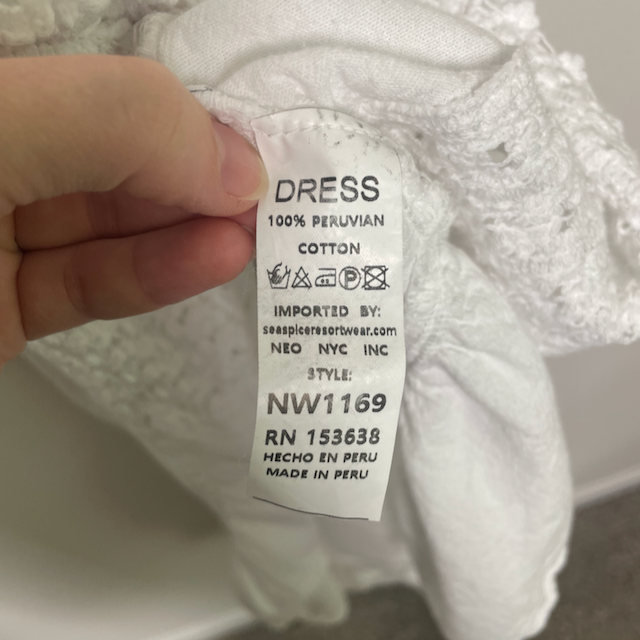 DRESS
100% PERUVIAN
COTTON
IMPORTED BY:
seaspiceresortwear.com
NEO NYC INC
STYLE:
NW1169
RN 153638
HECHO EN PERU
MADE IN PERU